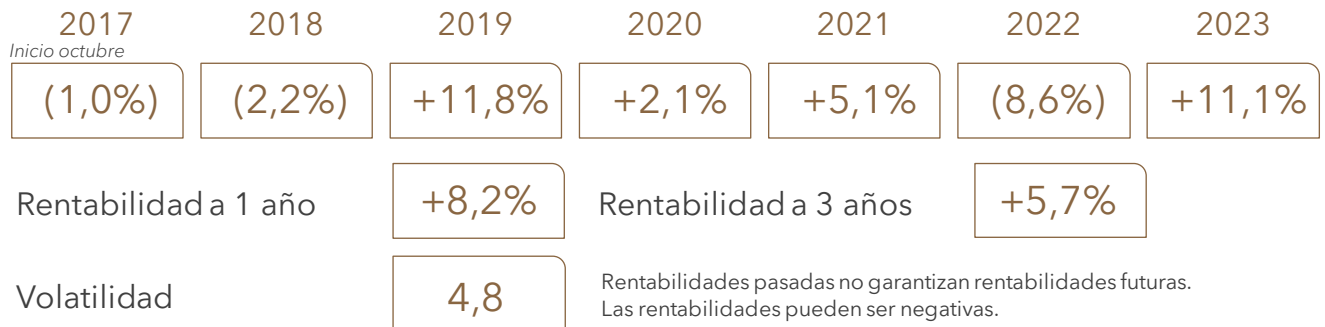 2017 2018 2019 2020 2021 2022 2023
Inicio octubre
(1,0%) (2,2%) +11,8% +2,1% +5,1% (8,6%) +11,1%
Rentabilidad a 1 año +8,2% Rentabilidad a 3 años +5,7%
Volatilidad 4,8
Rentabilidades pasadas no garantizan rentabilidades futuras.
Las rentabilidades pueden ser negativas.